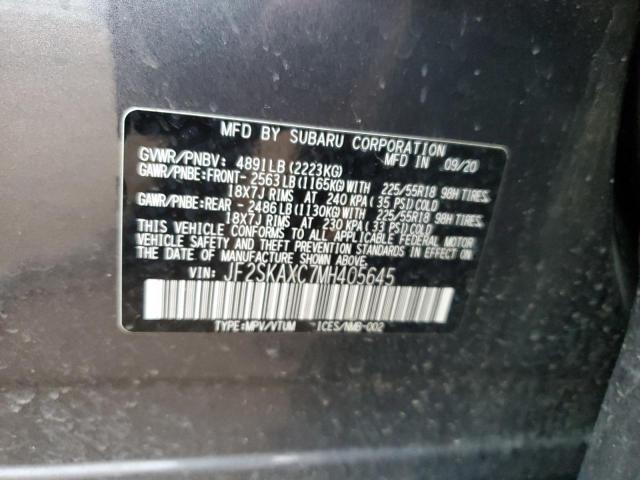 MFD BY SUBARU CORPORATION
GVWR/PNBV: 4891LB(2223KG) MFD IN 09/20
GAWR/PNBE:FRONT-2563LB(1165KG)WITH 225/55R18 98H TIRES,
18X7J RIMS AT 240 KPA(35 PSI)COLD
GAWR/PNBE:REAR -2486LB(1130KG)WITH 225/55R18 98H TIRES,
18X7J RIMS AT 230 KPA(33 PSI)COLD
THIS VEHICLE CONFORMS TO ALL APPLICABLE FEDERAL MOTOR
VEHICLE SAFETY AND THEFT PREVENTION STANDARDS IN EFFECT ON
THE DATE OF MANUFACTURE SHOWN ABOVE.
VIN: JF2SKAXC7MH405645
TYPE:MPV/VTUM ICES/NMB-002